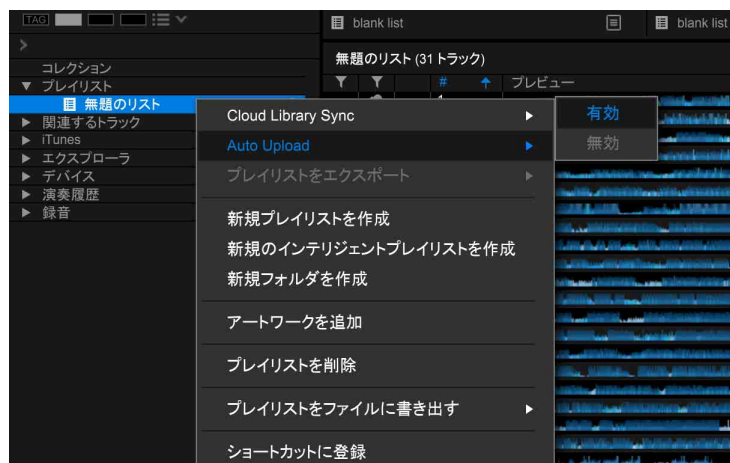 TAG
blank list
blank list
無題のリスト (31 トラック)
コレクション
# プレビュー
▼ プレイリスト
無題のリスト
▶ 関連するトラック
▶ iTunes
▶ エクスプローラ
▶ デバイス
▶ 演奏履歴
▶ 録音
Cloud Library Sync
Auto Upload
プレイリストをエクスポート
新規プレイリストを作成
新規のインテリジェントプレイリストを作成
新規フォルダを作成
アートワークを追加
プレイリストを削除
プレイリストをファイルに書き出す
ショートカットに登録
有効
無効